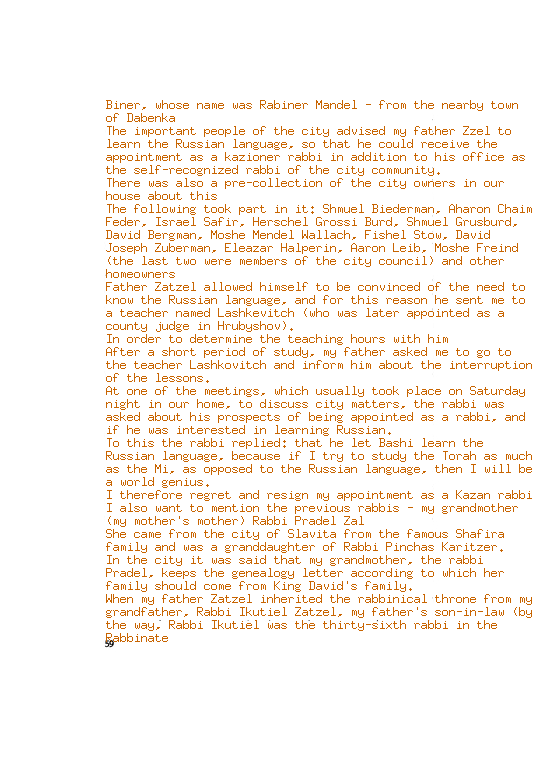 Biner, whose name was Rabiner Mandel - from the nearby town
of Dabenka
The important people of the city advised my father Zzel to
learn the Russian language, so that he could receive the
appointment as a kazioner rabbi in addition to his office as
the self-recognized rabbi of the city community.
There was also a pre-collection of the city owners in our
house about this
The following took part in it: Shmuel Biederman, Aharon Chaim
Feder, Israel Safir, Herschel Grossi Burd, Shmuel Grusburd,
David Bergman, Moshe Mendel Wallach, Fishel Stow, David
Joseph Zuberman, Eleazar Halperin, Aaron Leib, Moshe Freind
(the last two were members of the city council) and other
homeowners
Father Zatzel allowed himself to be convinced of the need to
know the Russian language, and for this reason he sent me to
a teacher named Lashkevitch (who was later appointed as a
county judge in Hrubyshov).
In order to determine the teaching hours with him
After a short period of study, my father asked me to go to
the teacher Lashkovitch and inform him about the interruption
of the lessons.
At one of the meetings, which usually took place on Saturday
night in our home, to discuss city matters, the rabbi was
asked about his prospects of being appointed as a rabbi, and
if he was interested in learning Russian.
To this the rabbi replied: that he let Bashi learn the
Russian language, because if I try to study the Torah as much
as the Mi, as opposed to the Russian language, then I will be
a world genius.
I therefore regret and resign my appointment as a Kazan rabbi
I also want to mention the previous rabbis - my grandmother
(my mother's mother) Rabbi Pradel Zal
She came from the city of Slavita from the famous Shafira
family and was a granddaughter of Rabbi Pinchas Karitzer.
In the city it was said that my grandmother, the rabbi
Pradel, keeps the genealogy letter according to which her
family should come from King David's family.
When my father Zatzel inherited the rabbinical throne from my
grandfather, Rabbi Ikutiel Zatzel, my father's son-in-law (by
the way, Rabbi Ikutiel was the thirty-sixth rabbi in the
Rabbinate
59